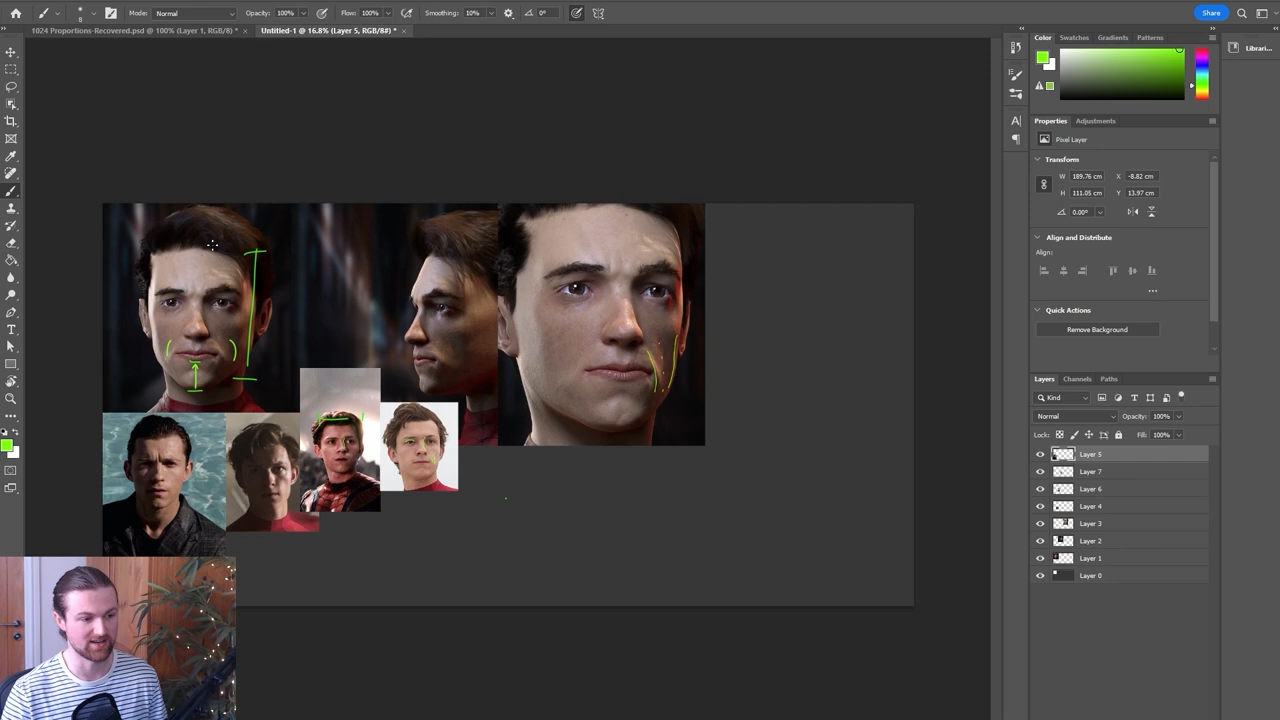 Mode: Normal Opacity: 100% Flow: 100% Smoothing: 10% 0° Share
8
1024 Proportions-Recovered.psd @ 100% (Layer 1, RGB/8) * × Untitled-1 @ 16.8% (Layer 5, RGB/8#) * ×
Color Swatches Gradients Patterns
Librari...
Properties Adjustments
Pixel Layer
Transform
W 189.76 cm X -8.82 cm
H 111.05 cm Y 13.97 cm
0.00°
Align and Distribute
Align:
Quick Actions
Remove Background
Layers Channels Paths
Kind
Normal Opacity: 100%
Lock: Fill: 100%
Layer 5
Layer 7
Layer 6
Layer 4
Layer 3
Layer 2
Layer 1
Layer 0